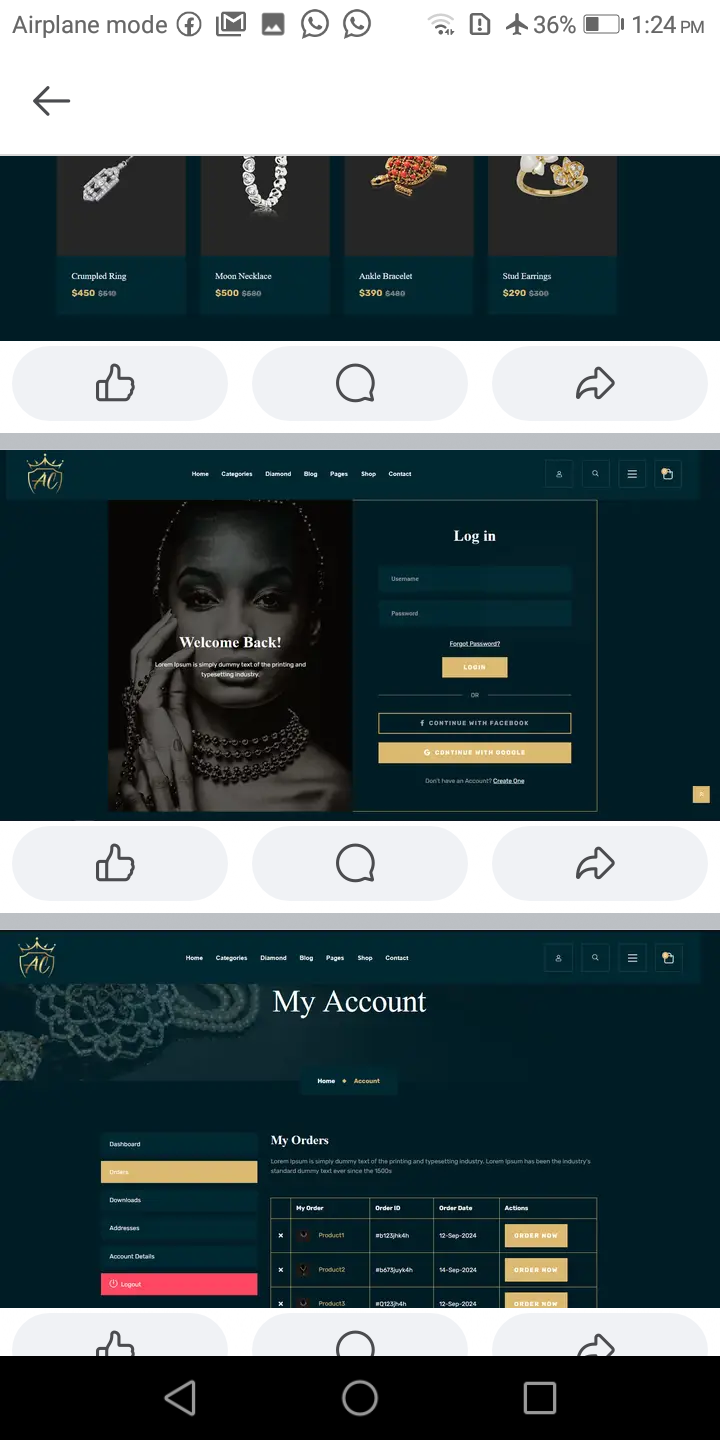 Airplane mode 36% 1:24 PM
Crumpled Ring Moon Necklace Ankle Bracelet Stud Earrings
$450 $510 $500 $680 $390 $480 $290 $300
AC Home Categories Diamond Blog Pages Shop Contact
Log in
Username
Password
Welcome Back!
Lorem Ipsum is simply dummy text of the printing and
typesetting industry.
Forgot Password?
LOGIN
OR
CONTINUE WITH FACEBOOK
G CONTINUE WITH GOOGLE
Don't have an Account? Create One
AC Home Categories Diamond Blog Pages Shop Contact
My Account
Home Account
Dashboard
Orders
Downloads
Addresses
Account Details
Logout
My Orders
Lorem Ipsum is simply dummy text of the printing and typesetting industry. Lorem Ipsum has been the industry's
standard dummy text ever since the 1500s
My Order Order ID Order Date Actions
Product1 #b123jhk4h 12-Sep-2024 ORDER NOW
Product2 #b673juyk4h 14-Sep-2024 ORDER NOW
Product3 #Q123jh4h 12-Sep-2024 ORDER NOW